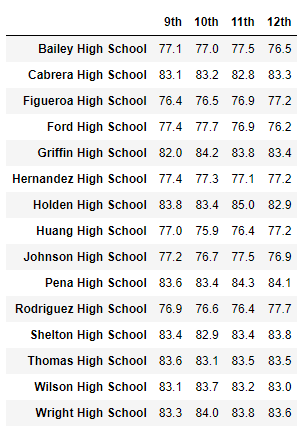 9th 10th 11th 12th
Bailey High School 77.1 77.0 77.5 76.5
Cabrera High School 83.1 83.2 82.8 83.3
Figueroa High School 76.4 76.5 76.9 77.2
Ford High School 77.4 77.7 76.9 76.2
Griffin High School 82.0 84.2 83.8 83.4
Hernandez High School 77.4 77.3 77.1 77.2
Holden High School 83.8 83.4 85.0 82.9
Huang High School 77.0 75.9 76.4 77.2
Johnson High School 77.2 76.7 77.5 76.9
Pena High School 83.6 83.4 84.3 84.1
Rodriguez High School 76.9 76.6 76.4 77.7
Shelton High School 83.4 82.9 83.4 83.8
Thomas High School 83.6 83.1 83.5 83.5
Wilson High School 83.1 83.7 83.2 83.0
Wright High School 83.3 84.0 83.8 83.6